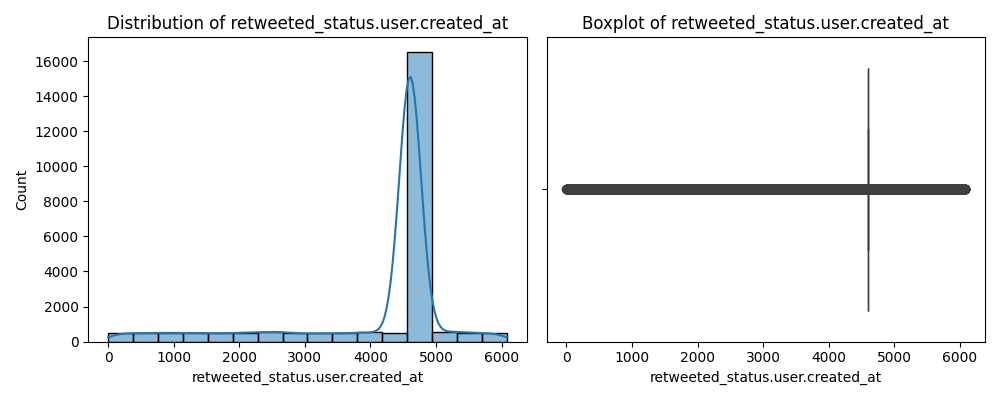 Distribution of retweeted_status.user.created_at
Boxplot of retweeted_status.user.created_at
Count
16000
14000
12000
10000
8000
6000
4000
2000
0
0 1000 2000 3000 4000 5000 6000
0 1000 2000 3000 4000 5000 6000
retweeted_status.user.created_at
retweeted_status.user.created_at